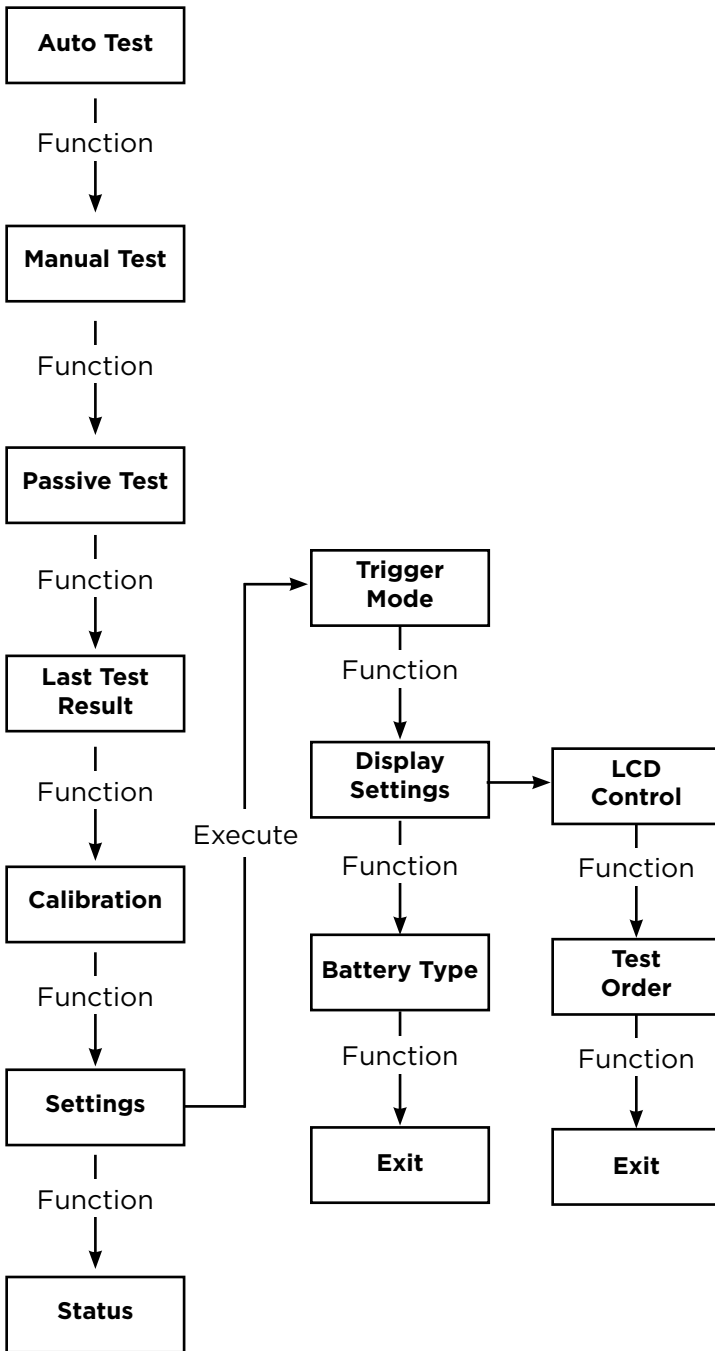 Auto Test
Function
Manual Test
Function
Passive Test
Function
Last Test
Result
Function
Calibration
Function
Settings
Function
Status
Execute
Trigger
Mode
Function
Display
Settings
Function
Battery Type
Function
Exit
LCD
Control
Function
Test
Order
Function
Exit